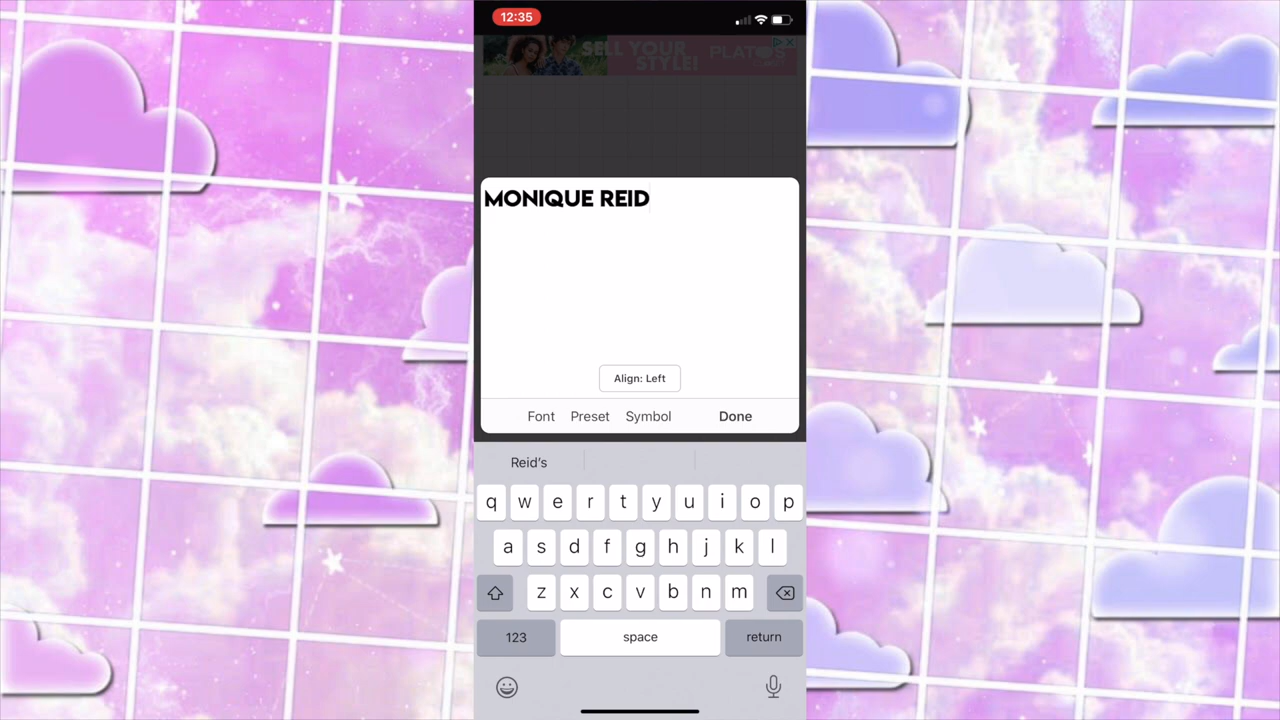 12:35
SELL YOUR
STYLE!
MONIQUE REID
Align: Left
Font Preset Symbol Done
Reid's
q w e r t y u i o p
a s d f g h j k l
z x c v b n m
123 space return